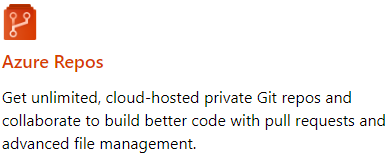 Azure Repos
Get unlimited, cloud-hosted private Git repos and
collaborate to build better code with pull requests and
advanced file management.